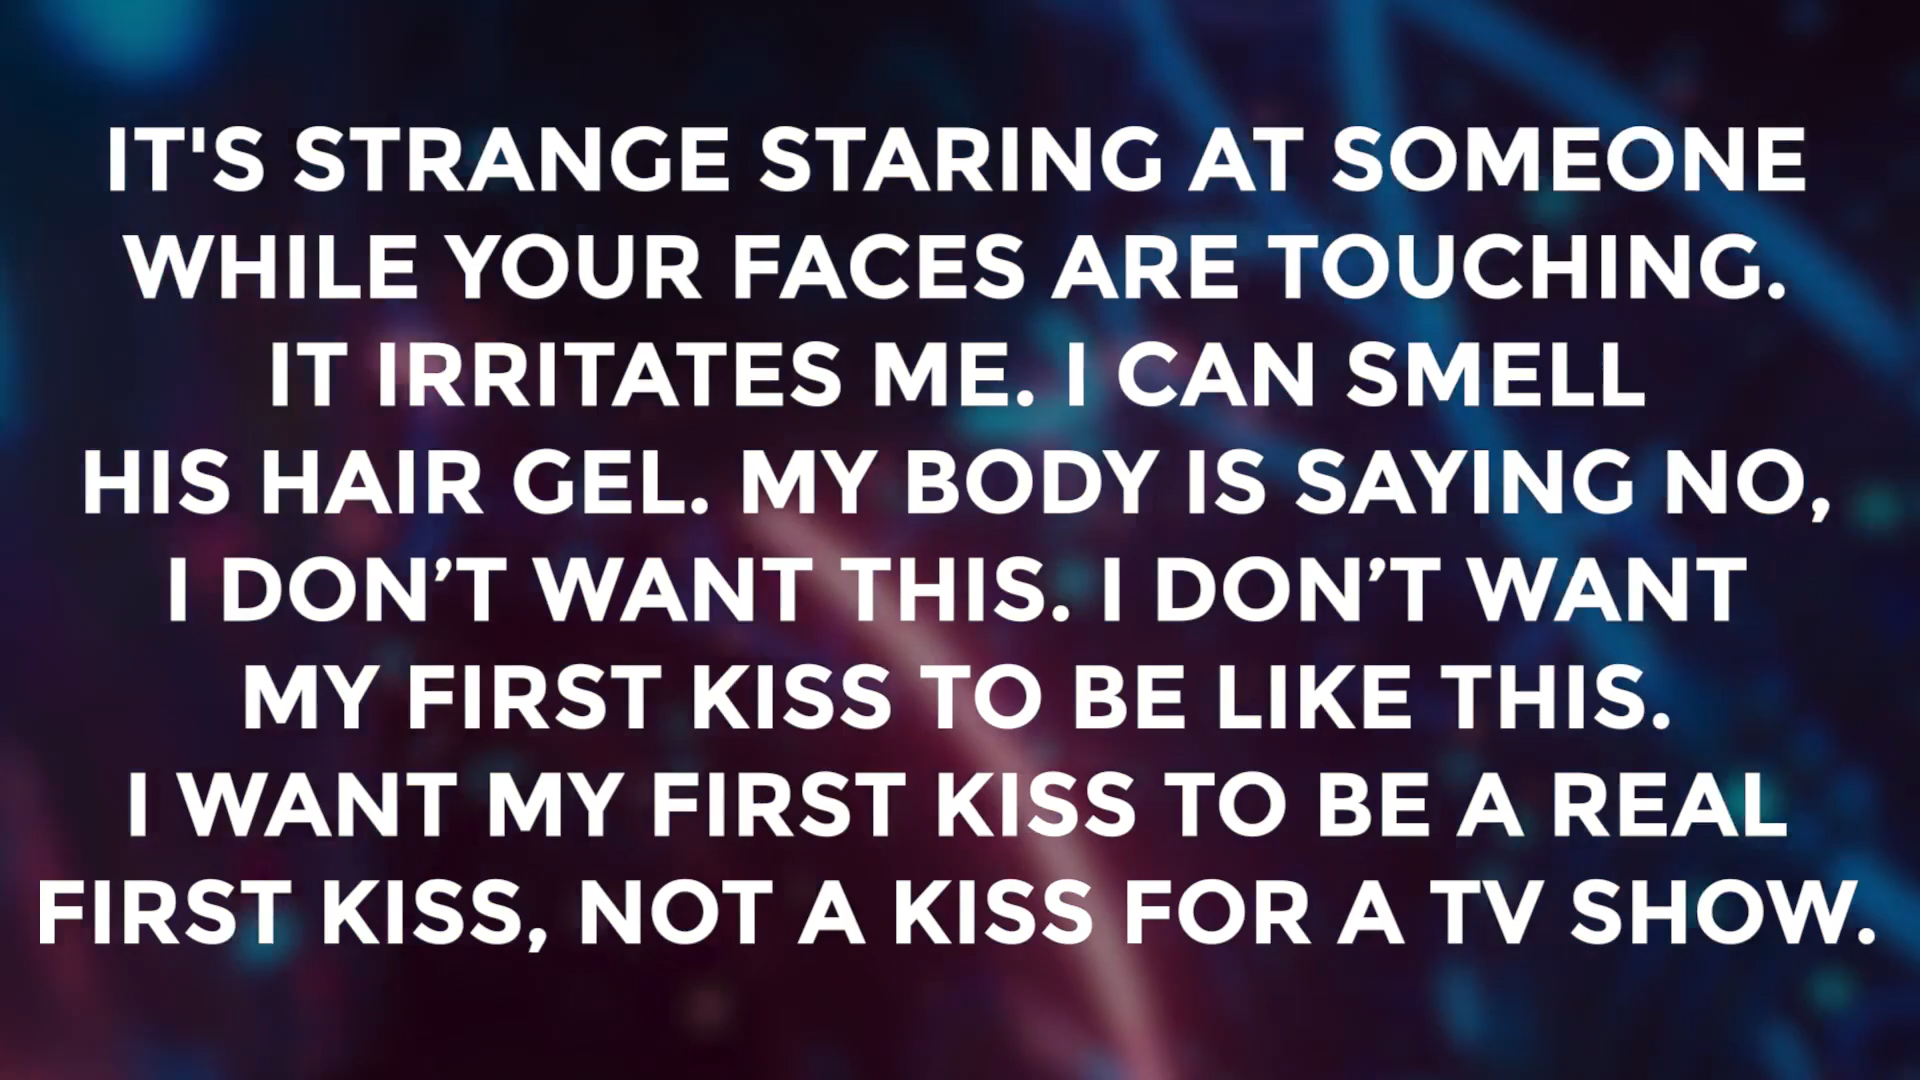 IT'S STRANGE STARING AT SOMEONE
WHILE YOUR FACES ARE TOUCHING.
IT IRRITATES ME. I CAN SMELL
HIS HAIR GEL. MY BODY IS SAYING NO,
I DON’T WANT THIS. I DON’T WANT
MY FIRST KISS TO BE LIKE THIS.
I WANT MY FIRST KISS TO BE A REAL
FIRST KISS, NOT A KISS FOR A TV SHOW.